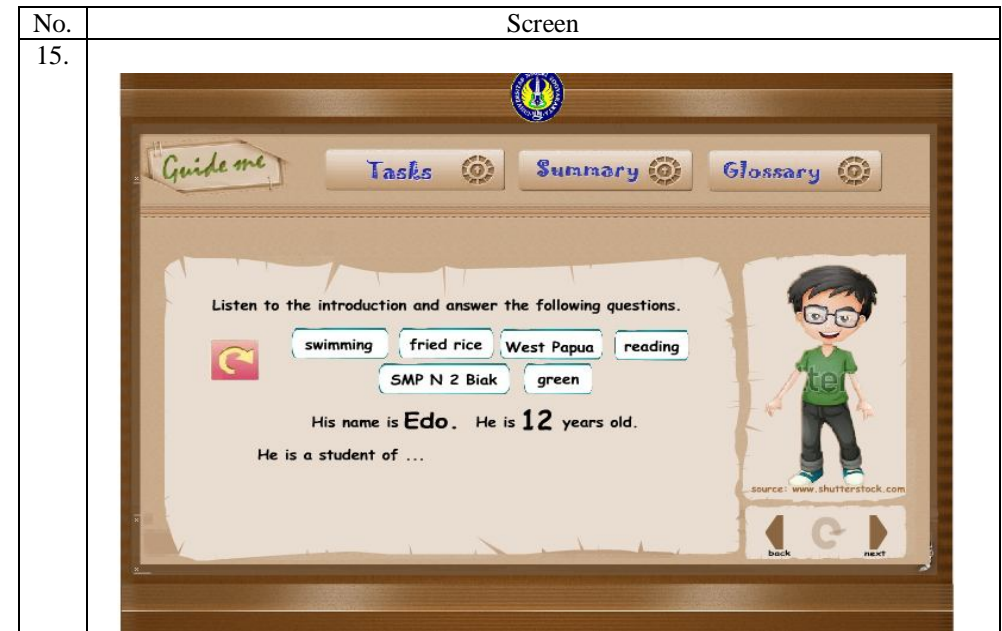 No. Screen
15.
Guide me Tasks Summary Glossary
Listen to the introduction and answer the following questions.
swimming fried rice West Papua reading
SMP N 2 Biak green
His name is Edo. He is 12 years old.
He is a student of ...
source: www.shutterstock.com
back next